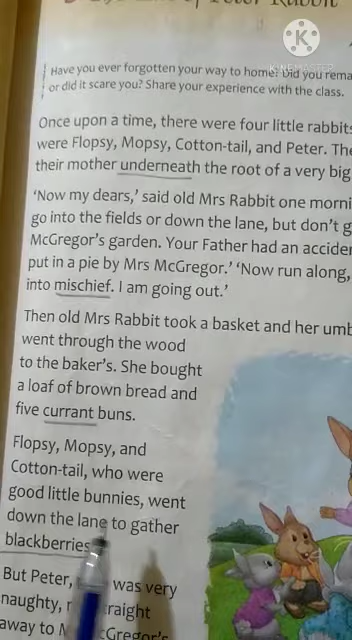 of Peter Rabbit
KINEMASTER
Have you ever forgotten your way to home? Did you
or did it scare you? Share your experience with the class.
Once upon a time, there were four little rabbits
were Flopsy, Mopsy, Cotton-tail, and Peter.
their mother underneath the root of a very big
‘Now my dears,’ said old Mrs Rabbit one
go into the fields or down the lane, but don't
McGregor's garden. Your Father had an
put in a pie by Mrs McGregor.’ ‘Now run along,
into mischief. I am going out.’
Then old Mrs Rabbit took a basket and her
went through the wood
to the baker's. She bought
a loaf of brown bread and
five currant buns.
Flopsy, Mopsy, and
Cotton-tail, who were
good little bunnies, went
down the lane to gather
blackberries
But Peter, was very
naughty,
away to